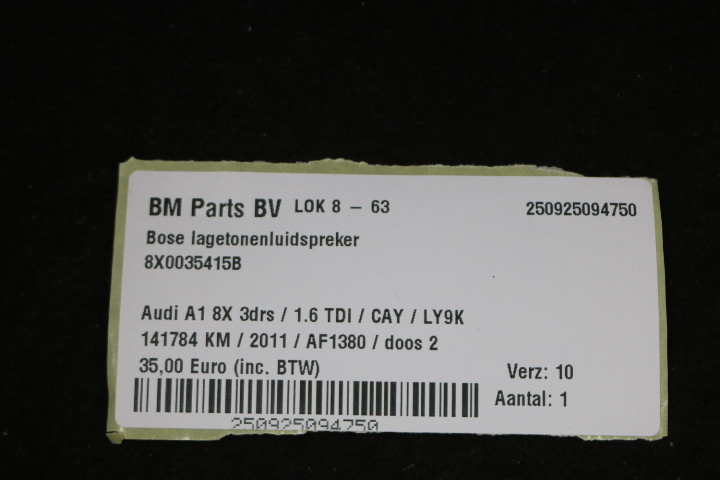 BM Parts BV LOK 8 – 63 250925094750
Bose lagetonenluidspreker
8X0035415B
Audi A1 8X 3drs / 1.6 TDI / CAY / LY9K
141784 KM / 2011 / AF1380 / doos 2
35,00 Euro (inc. BTW) Verz: 10
Aantal: 1
250925094750